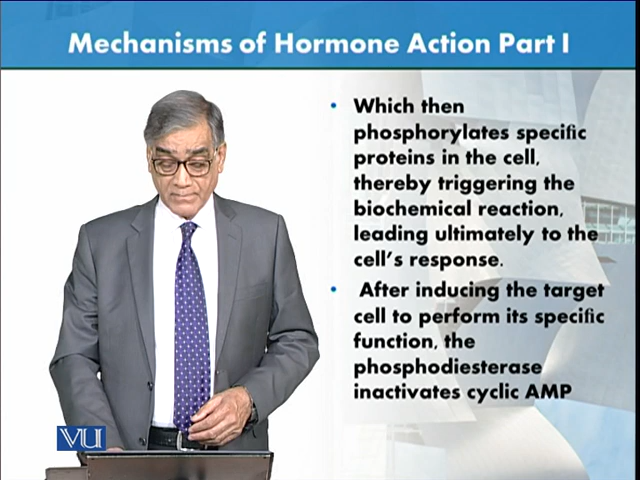 Mechanisms of Hormone Action Part I
• Which then
phosphorylates specific
proteins in the cell,
thereby triggering the
biochemical reaction,
leading ultimately to the
cell's response.
• After inducing the target
cell to perform its specific
function, the
phosphodiesterase
inactivates cyclic AMP
VU